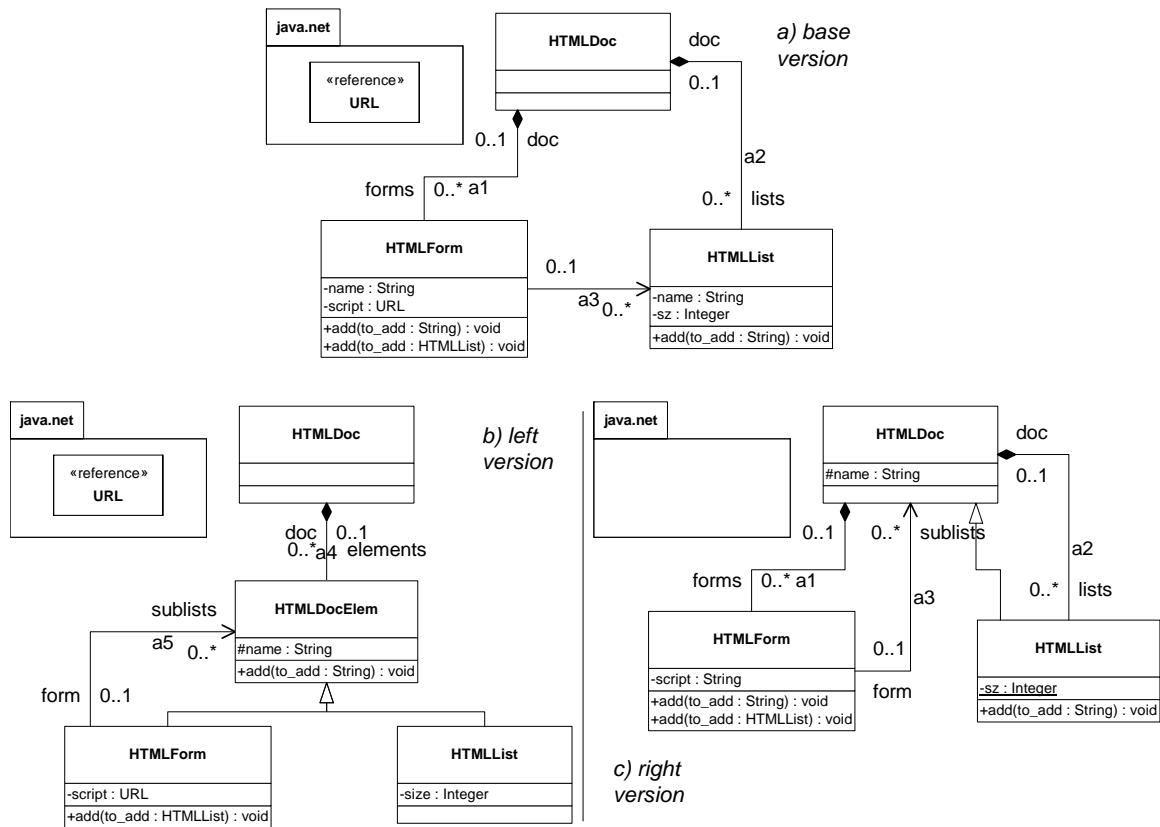 java.net
«reference»
URL
HTMLDoc
doc
0..1
a) base
version
0..1
doc
a2
forms
0..* a1
0..*
lists
HTMLForm
-name : String
-script : URL
+add(to_add : String) : void
+add(to_add : HTMLList) : void
0..1
a3
0..*
HTMLList
-name : String
-sz : Integer
+add(to_add : String) : void
java.net
«reference»
URL
HTMLDoc
b) left
version
doc
0..1
0..*
a4
elements
sublists
a5
0..*
HTMLDocElem
#name : String
+add(to_add : String) : void
form
0..1
HTMLForm
-script : URL
+add(to_add : HTMLList) : void
HTMLList
-size : Integer
java.net
HTMLDoc
#name : String
doc
0..1
0..1
0..*
sublists
a2
forms
0..* a1
a3
0..*
lists
HTMLForm
-script : String
+add(to_add : String) : void
+add(to_add : HTMLList) : void
0..1
form
HTMLList
-sz : Integer
+add(to_add : String) : void
c) right
version